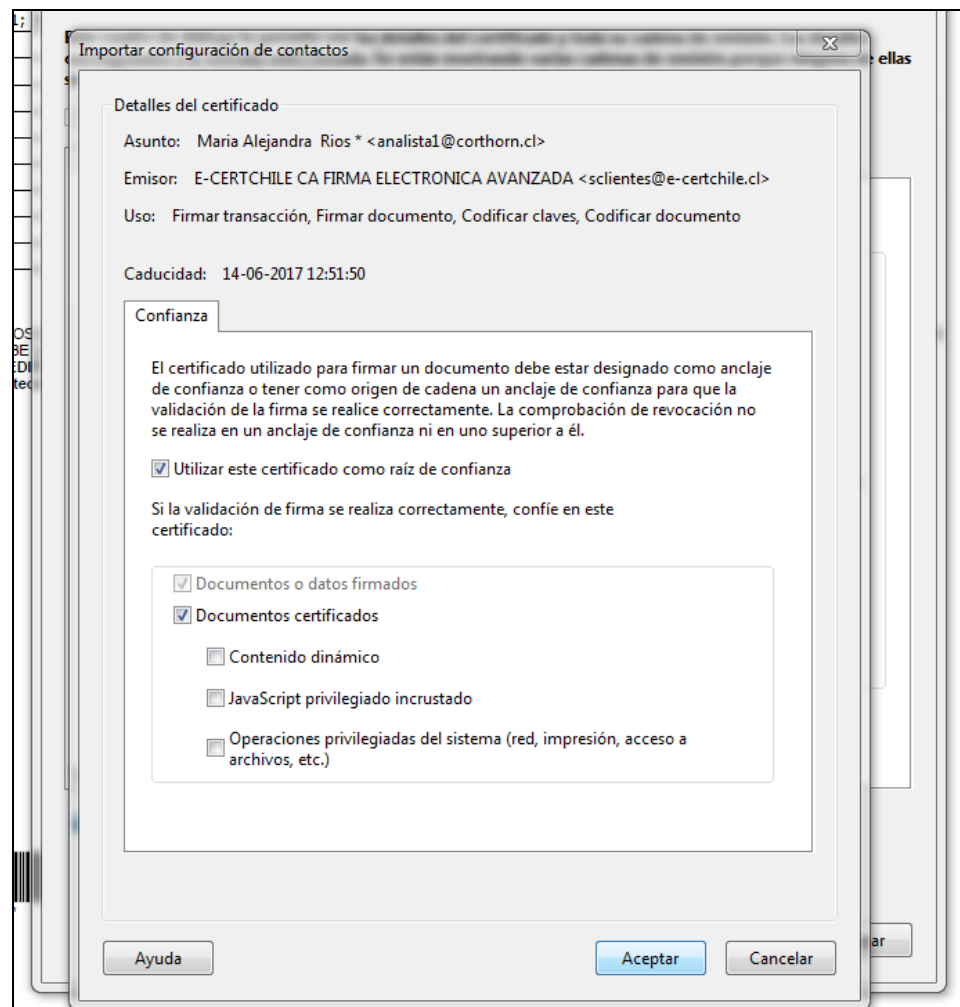 1;
Importar configuración de contactos
e ellas
Detalles del certificado
Asunto: Maria Alejandra Rios * <analista1@corthorn.cl>
Emisor: E-CERTCHILE CA FIRMA ELECTRONICA AVANZADA <sclientes@e-certchile.cl>
Uso: Firmar transacción, Firmar documento, Codificar claves, Codificar documento
Caducidad: 14-06-2017 12:51:50
Confianza
El certificado utilizado para firmar un documento debe estar designado como anclaje
de confianza o tener como origen de cadena un anclaje de confianza para que la
validación de la firma se realice correctamente. La comprobación de revocación no
se realiza en un anclaje de confianza ni en uno superior a él.
Utilizar este certificado como raíz de confianza
Si la validación de firma se realiza correctamente, confíe en este
certificado:
Documentos o datos firmados
Documentos certificados
Contenido dinámico
JavaScript privilegiado incrustado
Operaciones privilegiadas del sistema (red, impresión, acceso a
archivos, etc.)
Ayuda
Aceptar
Cancelar
ar